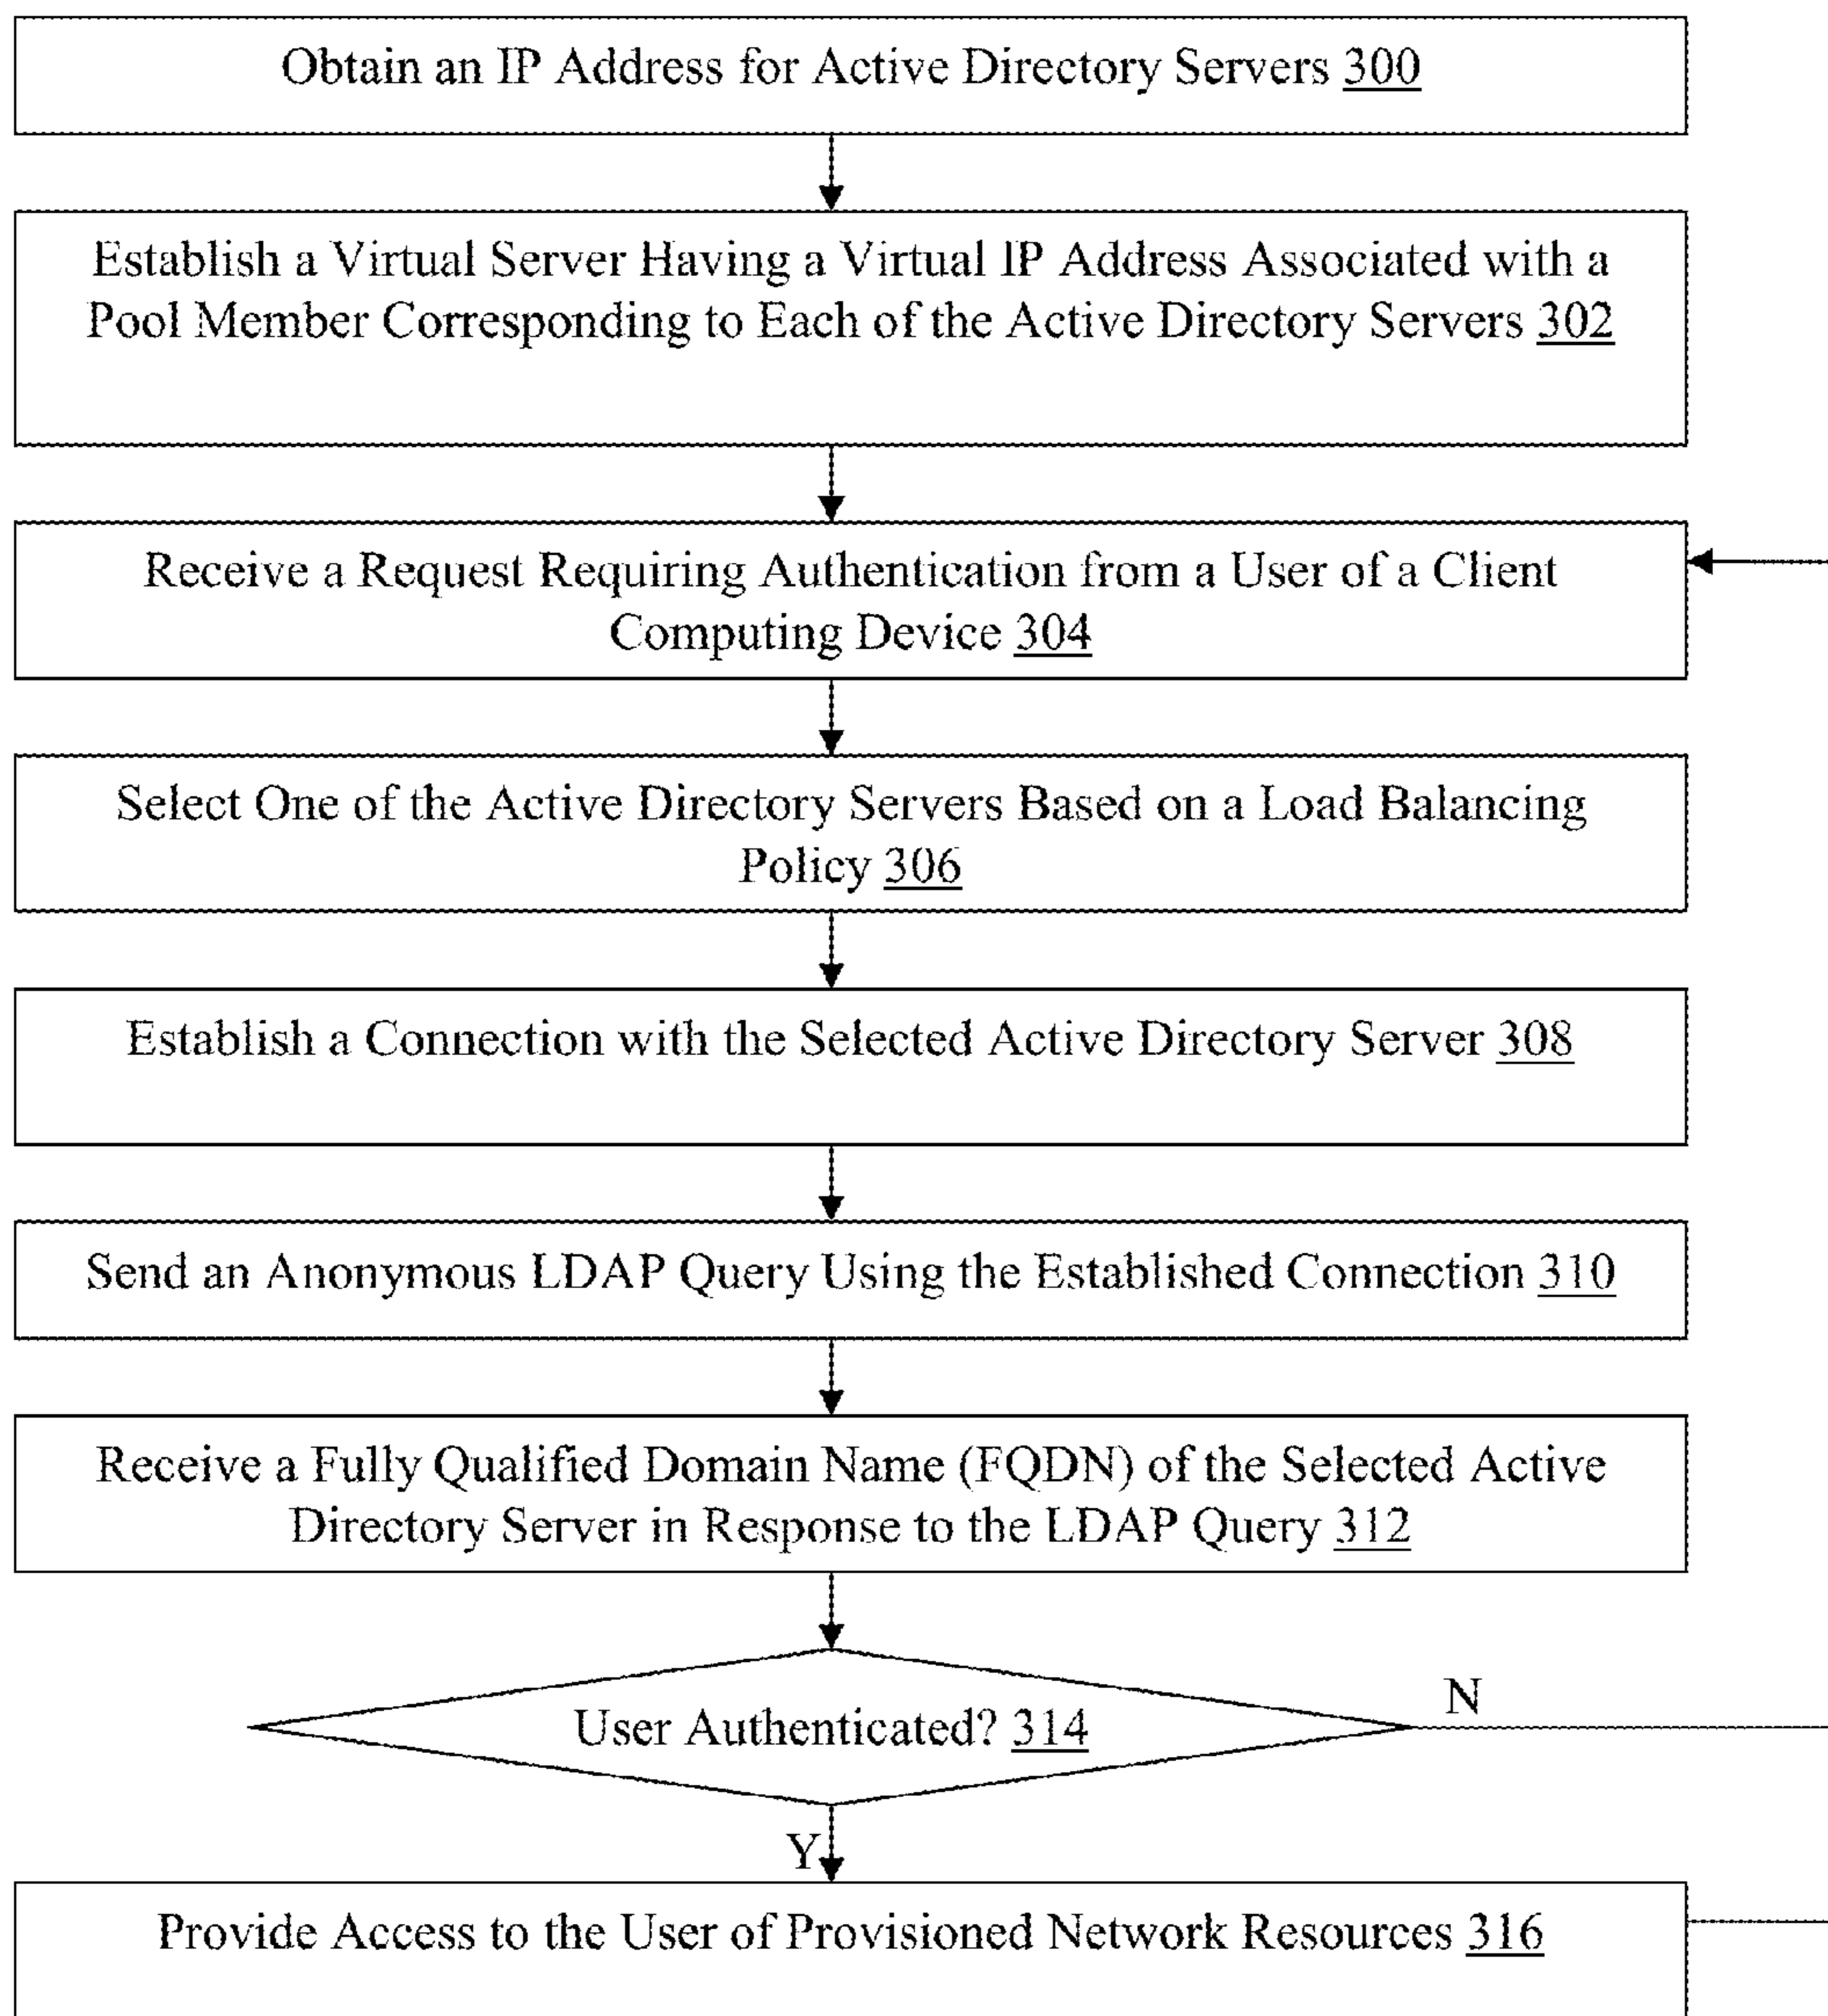 Obtain an IP Address for Active Directory Servers 300
Establish a Virtual Server Having a Virtual IP Address Associated with a
Pool Member Corresponding to Each of the Active Directory Servers 302
Receive a Request Requiring Authentication from a User of a Client
Computing Device 304
Select One of the Active Directory Servers Based on a Load Balancing
Policy 306
Establish a Connection with the Selected Active Directory Server 308
Send an Anonymous LDAP Query Using the Established Connection 310
Receive a Fully Qualified Domain Name (FQDN) of the Selected Active
Directory Server in Response to the LDAP Query 312
User Authenticated? 314
N
Y
Provide Access to the User of Provisioned Network Resources 316